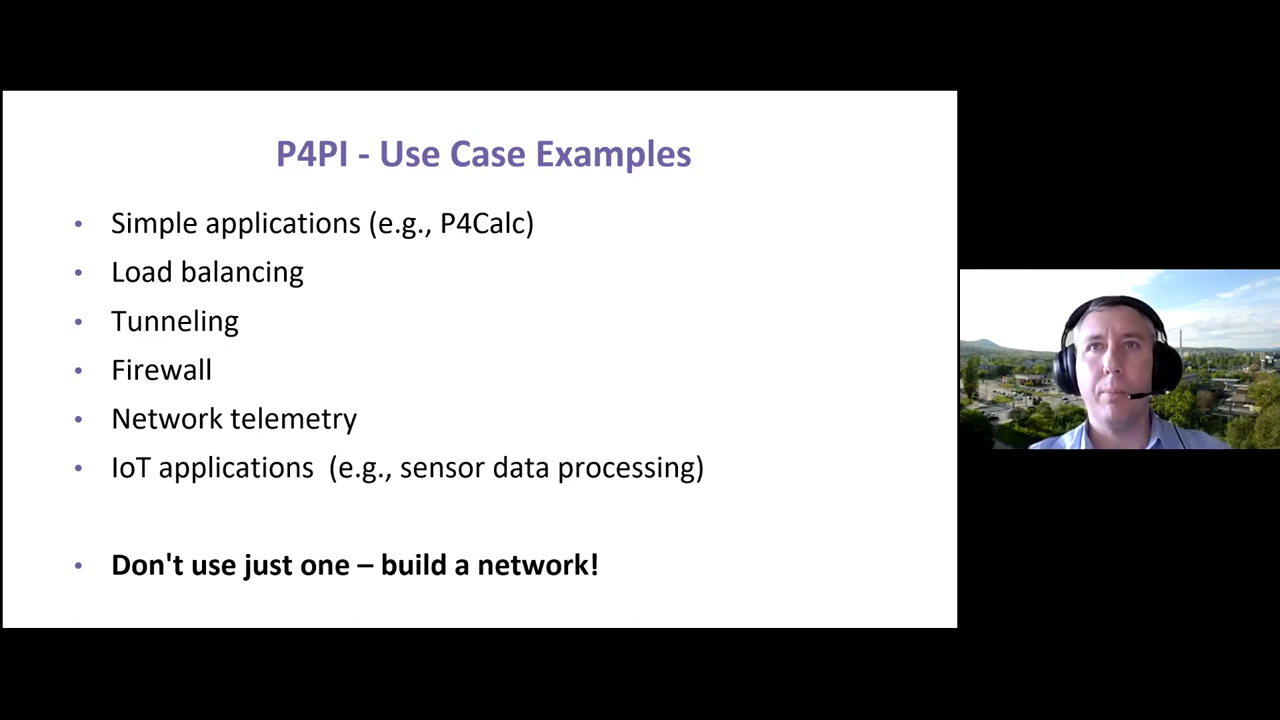 P4PI - Use Case Examples
• Simple applications (e.g., P4Calc)
• Load balancing
• Tunneling
• Firewall
• Network telemetry
• IoT applications  (e.g., sensor data processing)
• Don't use just one – build a network!